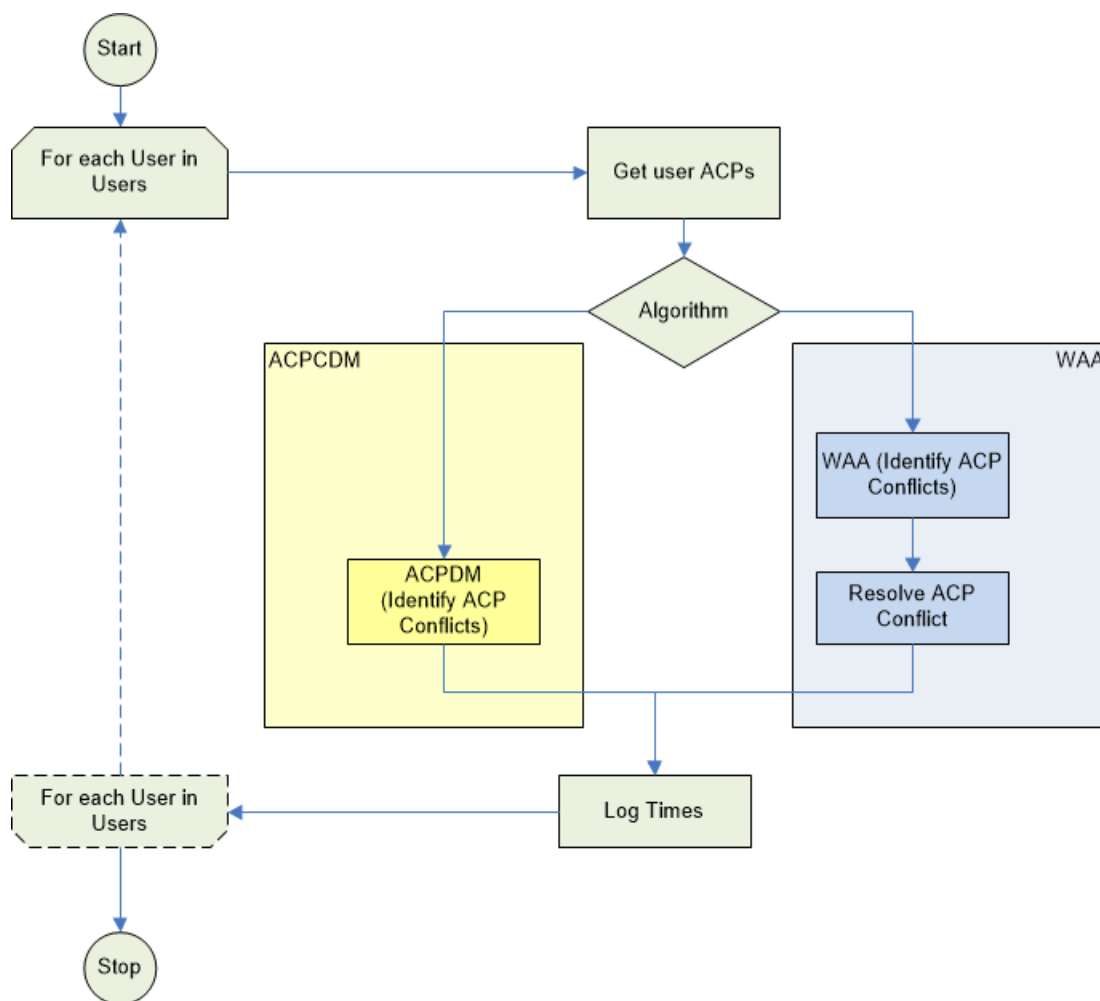 Start
For each User in
Users
Get user ACPs
Algorithm
ACPCDM
WAA
WAA (Identify ACP
Conflicts)
ACPDM
(Identify ACP
Conflicts)
Resolve ACP
Conflict
For each User in
Users
Log Times
Stop